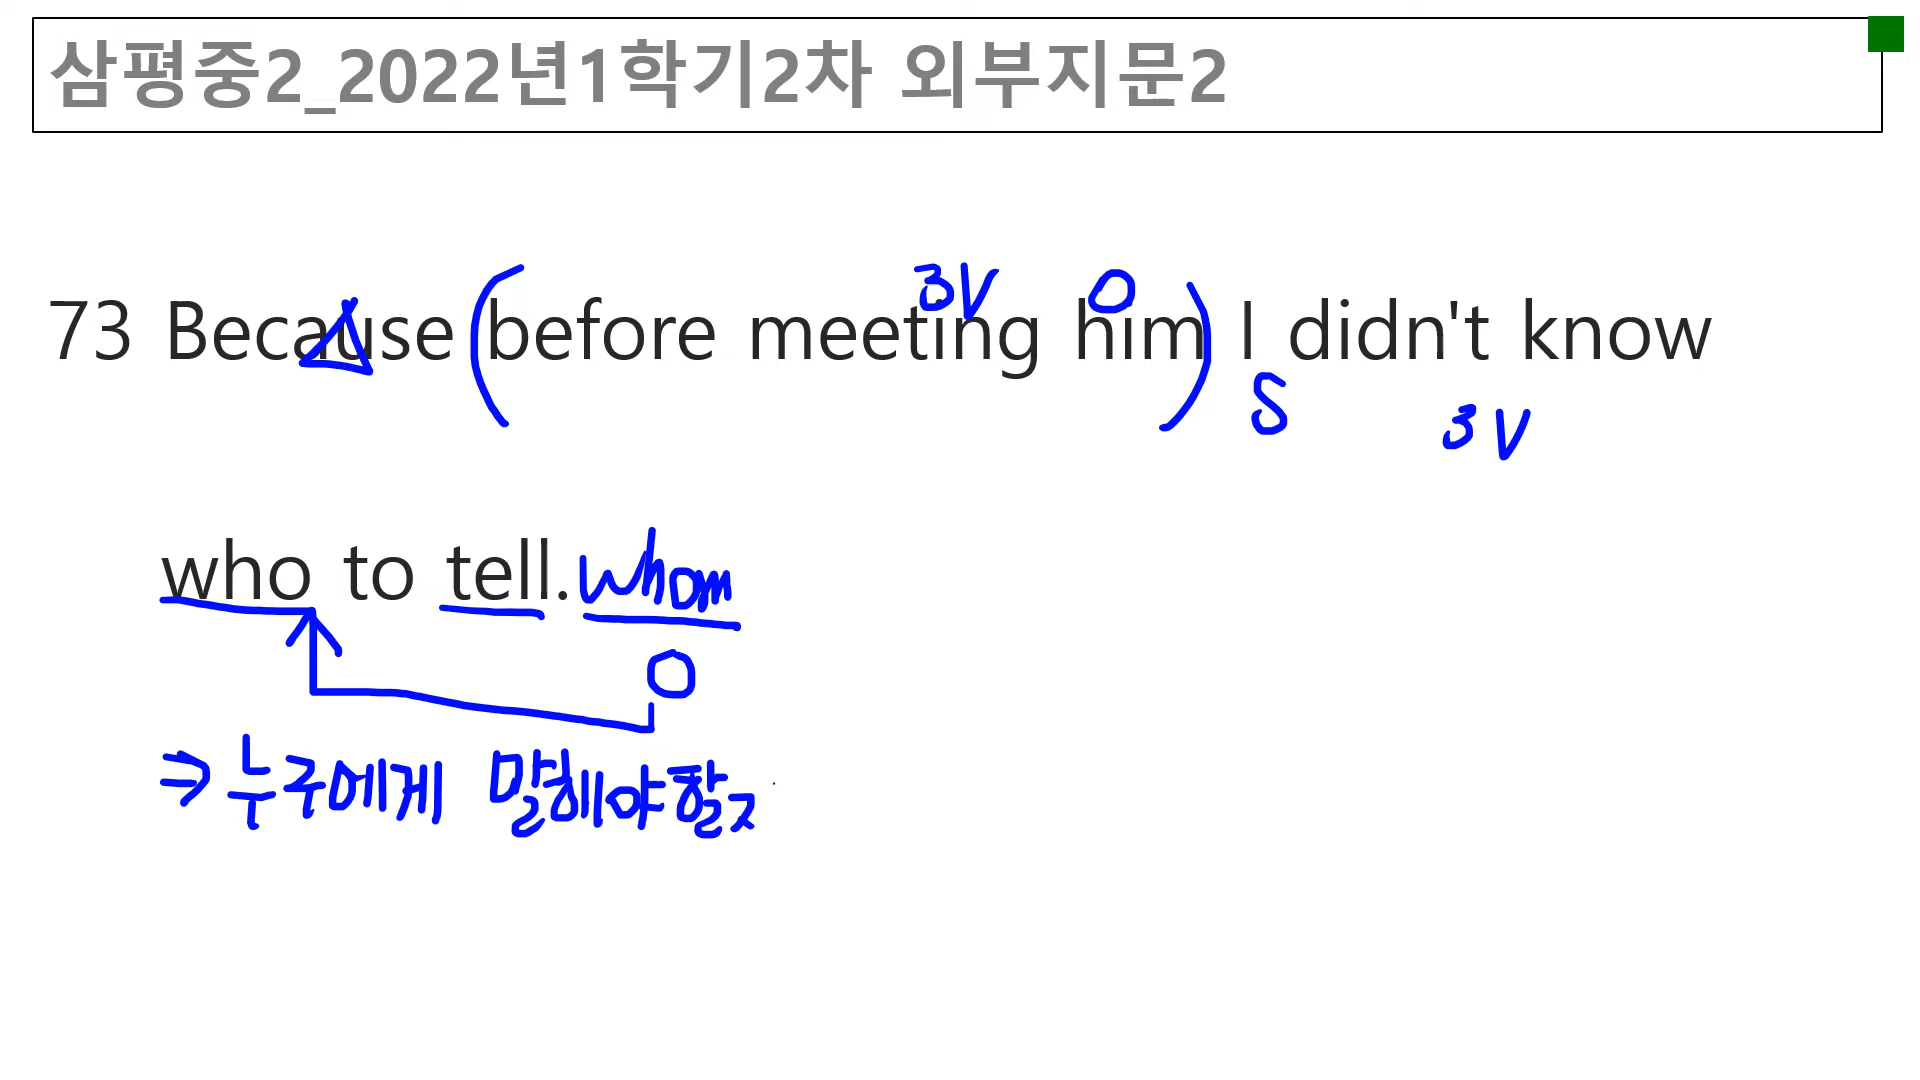 삼평중2_2022년1학기2차 외부지문2
3V O
73 Because (before meeting him) I didn't know
S 3V
who to tell. whom
O
⇒ 누구에게 말해야할지